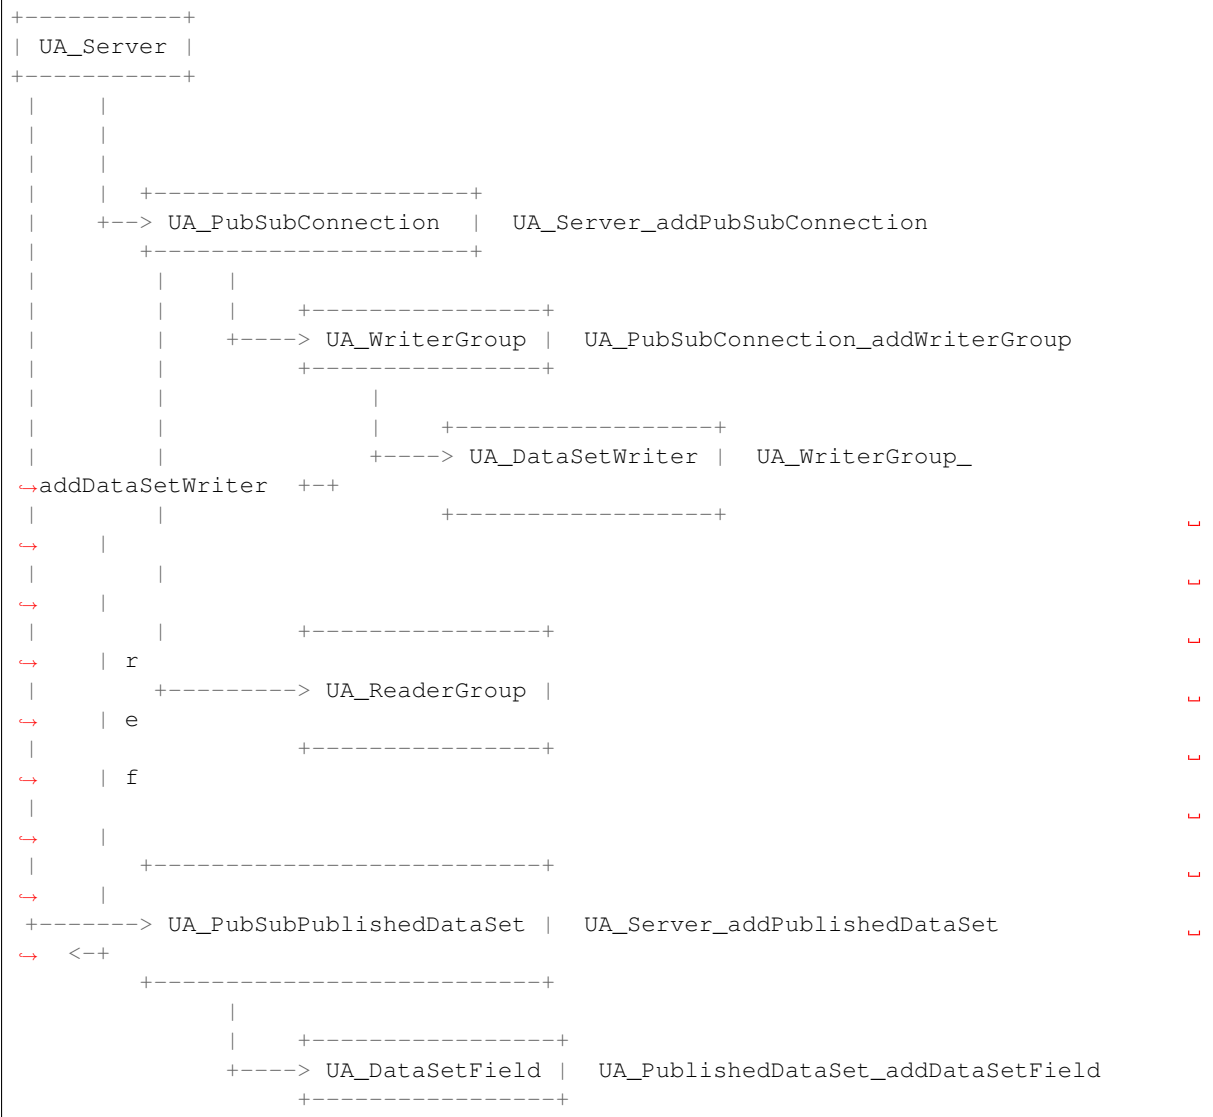 +-----------+
| UA_Server |
+-----------+
 |    |
 |    |
 |    |
 |    |  +----------------------+
 |    +--> UA_PubSubConnection  |  UA_Server_addPubSubConnection
 |       +----------------------+
 |        |    |
 |        |    |    +----------------+
 |        |    +----> UA_WriterGroup |  UA_PubSubConnection_addWriterGroup
 |        |         +----------------+
 |        |              |
 |        |              |    +------------------+
 |        |              +----> UA_DataSetWriter |  UA_WriterGroup_
↪addDataSetWriter  +-+
 |        |                   +------------------+                                ␣
↪    |
 |        |                                                                       ␣
↪    |
 |        |         +----------------+                                            ␣
↪    | r
 |        +---------> UA_ReaderGroup |                                            ␣
↪    | e
 |                  +----------------+                                            ␣
↪    | f
 |                                                                                ␣
↪    |
 |       +---------------------------+                                            ␣
↪    |
 +-------> UA_PubSubPublishedDataSet |  UA_Server_addPublishedDataSet             ␣
↪  <-+
         +---------------------------+
               |
               |    +-----------------+
               +----> UA_DataSetField |  UA_PublishedDataSet_addDataSetField
                    +-----------------+